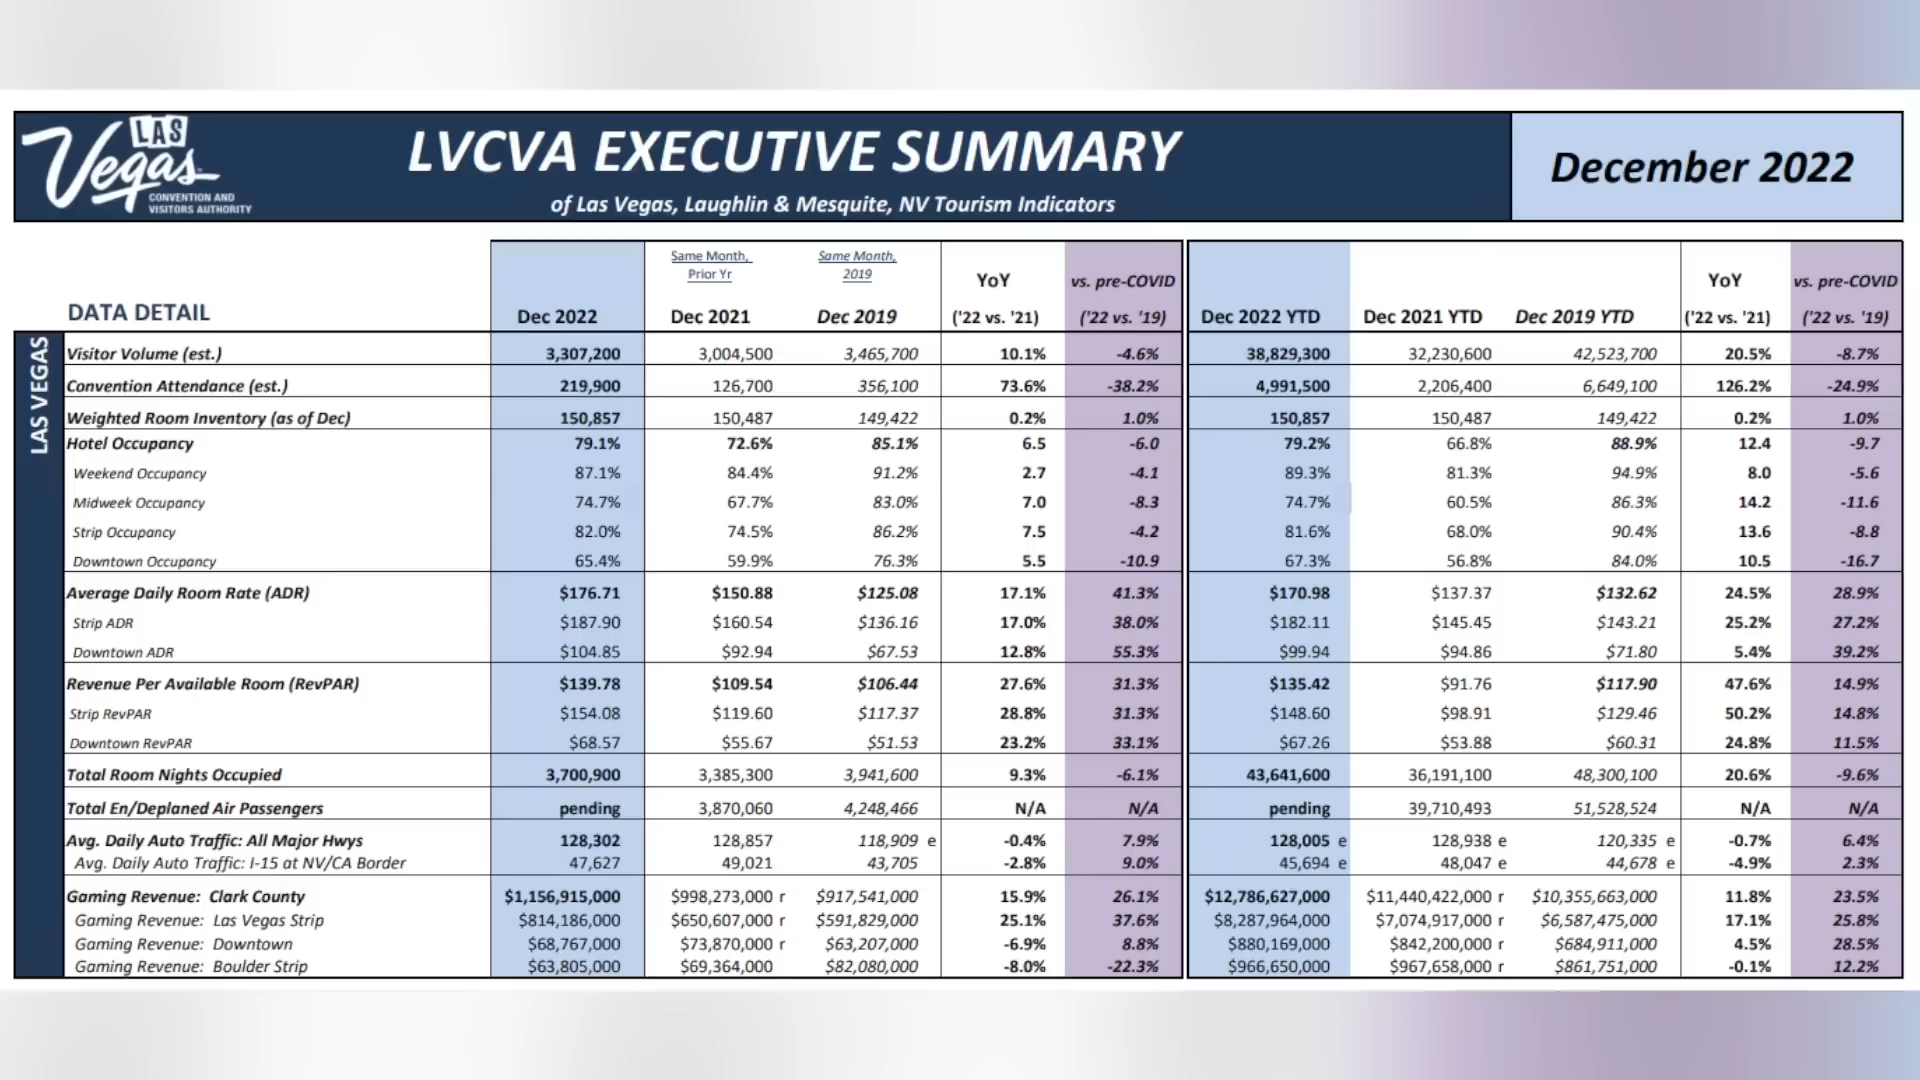 LAS
Vegas
CONVENTION AND
VISITORS AUTHORITY
LVCVA EXECUTIVE SUMMARY
of Las Vegas, Laughlin & Mesquite, NV Tourism Indicators
December 2022
Same Month, Same Month,
Prior Yr 2019 YoY vs. pre-COVID YoY vs. pre-COVID
DATA DETAIL Dec 2022 Dec 2021 Dec 2019 ('22 vs. '21) ('22 vs. '19) Dec 2022 YTD Dec 2021 YTD Dec 2019 YTD ('22 vs. '21) ('22 vs. '19)
LAS VEGAS
Visitor Volume (est.) 3,307,200 3,004,500 3,465,700 10.1% -4.6% 38,829,300 32,230,600 42,523,700 20.5% -8.7%
Convention Attendance (est.) 219,900 126,700 356,100 73.6% -38.2% 4,991,500 2,206,400 6,649,100 126.2% -24.9%
Weighted Room Inventory (as of Dec) 150,857 150,487 149,422 0.2% 1.0% 150,857 150,487 149,422 0.2% 1.0%
Hotel Occupancy 79.1% 72.6% 85.1% 6.5 -6.0 79.2% 66.8% 88.9% 12.4 -9.7
Weekend Occupancy 87.1% 84.4% 91.2% 2.7 -4.1 89.3% 81.3% 94.9% 8.0 -5.6
Midweek Occupancy 74.7% 67.7% 83.0% 7.0 -8.3 74.7% 60.5% 86.3% 14.2 -11.6
Strip Occupancy 82.0% 74.5% 86.2% 7.5 -4.2 81.6% 68.0% 90.4% 13.6 -8.8
Downtown Occupancy 65.4% 59.9% 76.3% 5.5 -10.9 67.3% 56.8% 84.0% 10.5 -16.7
Average Daily Room Rate (ADR) $176.71 $150.88 $125.08 17.1% 41.3% $170.98 $137.37 $132.62 24.5% 28.9%
Strip ADR $187.90 $160.54 $136.16 17.0% 38.0% $182.11 $145.45 $143.21 25.2% 27.2%
Downtown ADR $104.85 $92.94 $67.53 12.8% 55.3% $99.94 $94.86 $71.80 5.4% 39.2%
Revenue Per Available Room (RevPAR) $139.78 $109.54 $106.44 27.6% 31.3% $135.42 $91.76 $117.90 47.6% 14.9%
Strip RevPAR $154.08 $119.60 $117.37 28.8% 31.3% $148.60 $98.91 $129.46 50.2% 14.8%
Downtown RevPAR $68.57 $55.67 $51.53 23.2% 33.1% $67.26 $53.88 $60.31 24.8% 11.5%
Total Room Nights Occupied 3,700,900 3,385,300 3,941,600 9.3% -6.1% 43,641,600 36,191,100 48,300,100 20.6% -9.6%
Total En/Deplaned Air Passengers pending 3,870,060 4,248,466 N/A N/A pending 39,710,493 51,528,524 N/A N/A
Avg. Daily Auto Traffic: All Major Hwys 128,302 128,857 118,909 e -0.4% 7.9% 128,005 e 128,938 e 120,335 e -0.7% 6.4%
Avg. Daily Auto Traffic: I-15 at NV/CA Border 47,627 49,021 43,705 -2.8% 9.0% 45,694 e 48,047 e 44,678 e -4.9% 2.3%
Gaming Revenue: Clark County $1,156,915,000 $998,273,000 r $917,541,000 15.9% 26.1% $12,786,627,000 $11,440,422,000 r $10,355,663,000 11.8% 23.5%
Gaming Revenue: Las Vegas Strip $814,186,000 $650,607,000 r $591,829,000 25.1% 37.6% $8,287,964,000 $7,074,917,000 r $6,587,475,000 17.1% 25.8%
Gaming Revenue: Downtown $68,767,000 $73,870,000 r $63,207,000 -6.9% 8.8% $880,169,000 $842,200,000 r $684,911,000 4.5% 28.5%
Gaming Revenue: Boulder Strip $63,805,000 $69,364,000 $82,080,000 -8.0% -22.3% $966,650,000 $967,658,000 r $861,751,000 -0.1% 12.2%